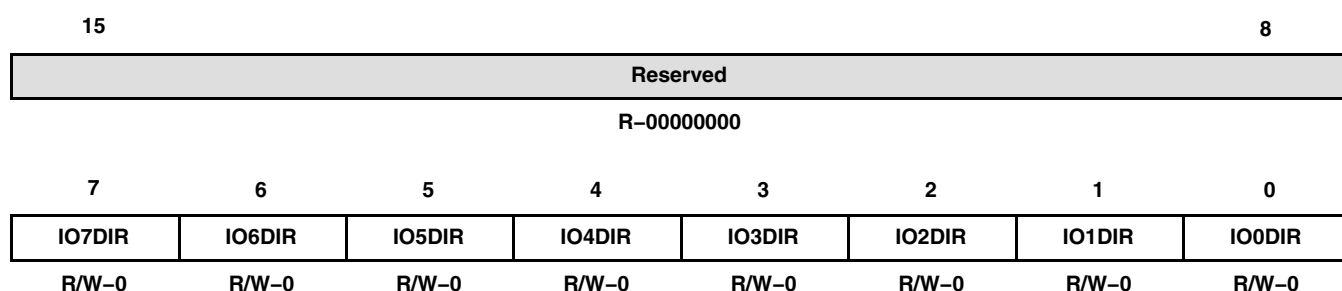 15 8
Reserved
R−00000000
7 6 5 4 3 2 1 0
IO7DIR IO6DIR IO5DIR IO4DIR IO3DIR IO2DIR IO1DIR IO0DIR
R/W−0 R/W−0 R/W−0 R/W−0 R/W−0 R/W−0 R/W−0 R/W−0